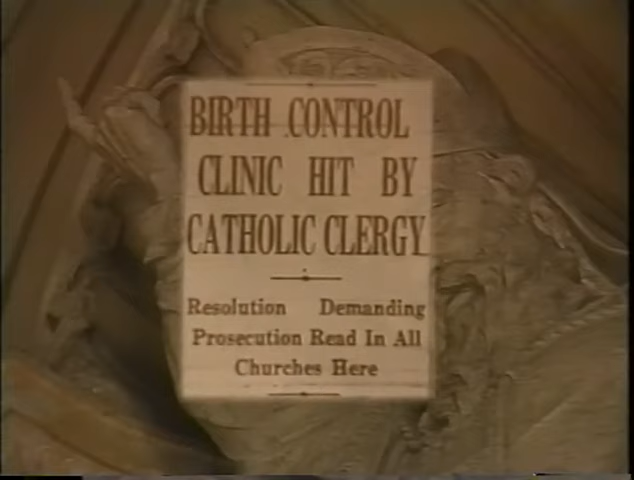 BIRTH CONTROL
CLINIC HIT BY
CATHOLIC CLERGY
Resolution Demanding
Prosecution Read In All
Churches Here